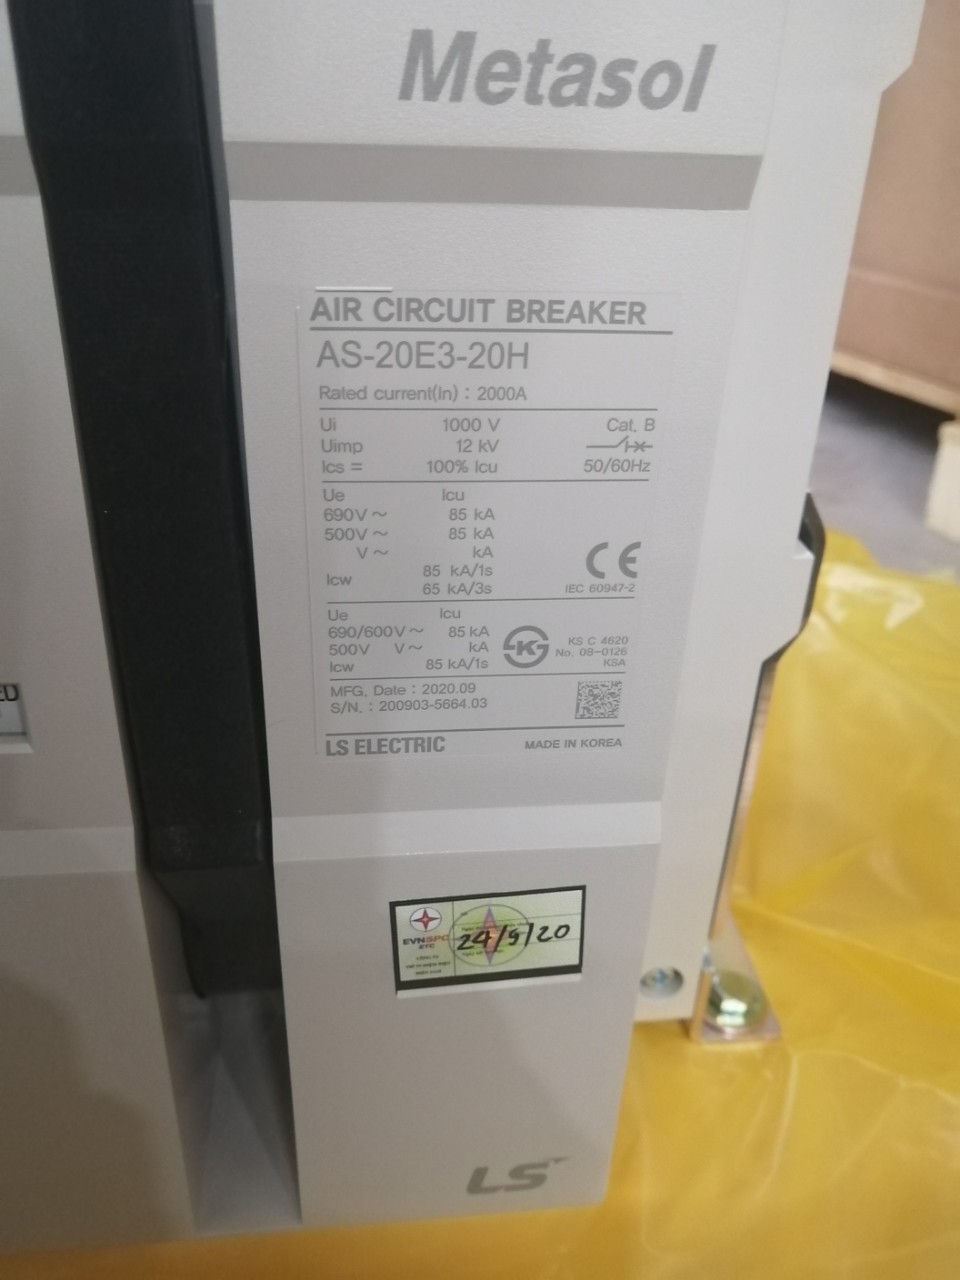 Metasol
AIR CIRCUIT BREAKER
AS-20E3-20H
Rated current(In) : 2000A
Ui 1000 V Cat. B
Uimp 12 kV
Ics = 100% Icu 50/60Hz
Ue Icu
690V ~ 85 kA
500V ~ 85 kA
V ~ kA
Icw 85 kA/1s
65 kA/3s
CE
IEC 60947-2
Ue Icu
690/600V ~ 85 kA
500V V ~ kA
Icw 85 kA/1s
KS C 4620
No. 08-0126
KSA
MFG. Date : 2020.09
S/N. : 200903-5664.03
LS ELECTRIC MADE IN KOREA
ED
EVNSPC
ETC
24/9/20
LS